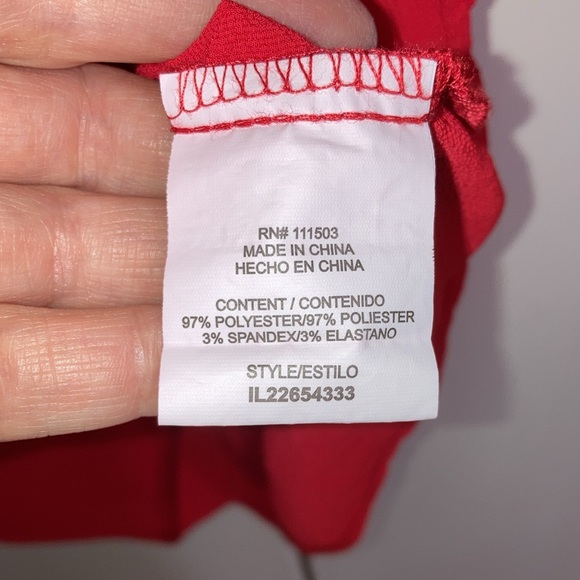 RN# 111503
MADE IN CHINA
HECHO EN CHINA
CONTENT / CONTENIDO
97% POLYESTER/97% POLIESTER
3% SPANDEX/3% ELASTANO
STYLE/ESTILO
IL22654333